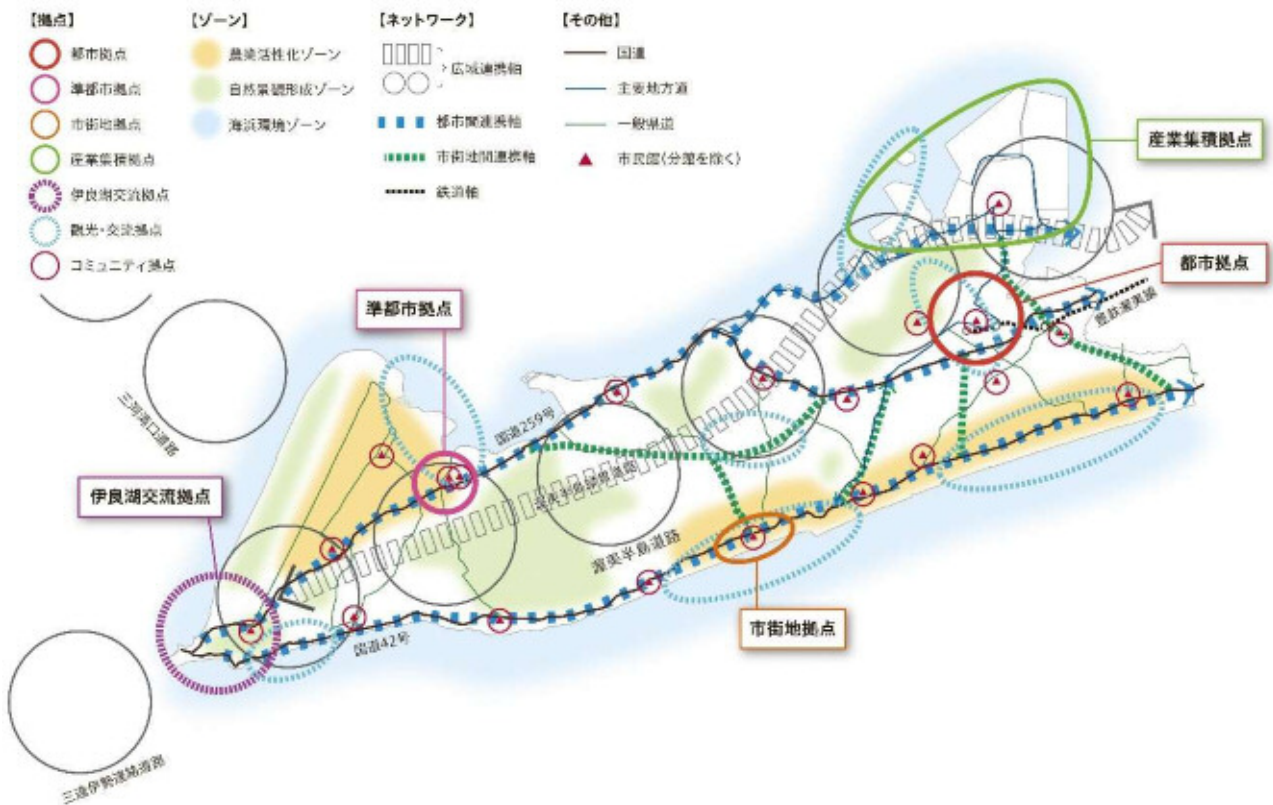 【拠点】
都市拠点
準都市拠点
市街地拠点
産業集積拠点
伊良湖交流拠点
観光・交流拠点
コミュニティ拠点
【ゾーン】
農業活性化ゾーン
自然景観形成ゾーン
海浜環境ゾーン
【ネットワーク】
広域連携軸
都市間連携軸
市街地間連携軸
鉄道軸
【その他】
国道
主要地方道
一般県道
市民館(分館を除く)
産業集積拠点
都市拠点
豊鉄渥美線
準都市拠点
三河湾口道路
国道259号
伊良湖交流拠点
渥美半島道路
市街地拠点
国道42号
三遠伊勢連絡道路